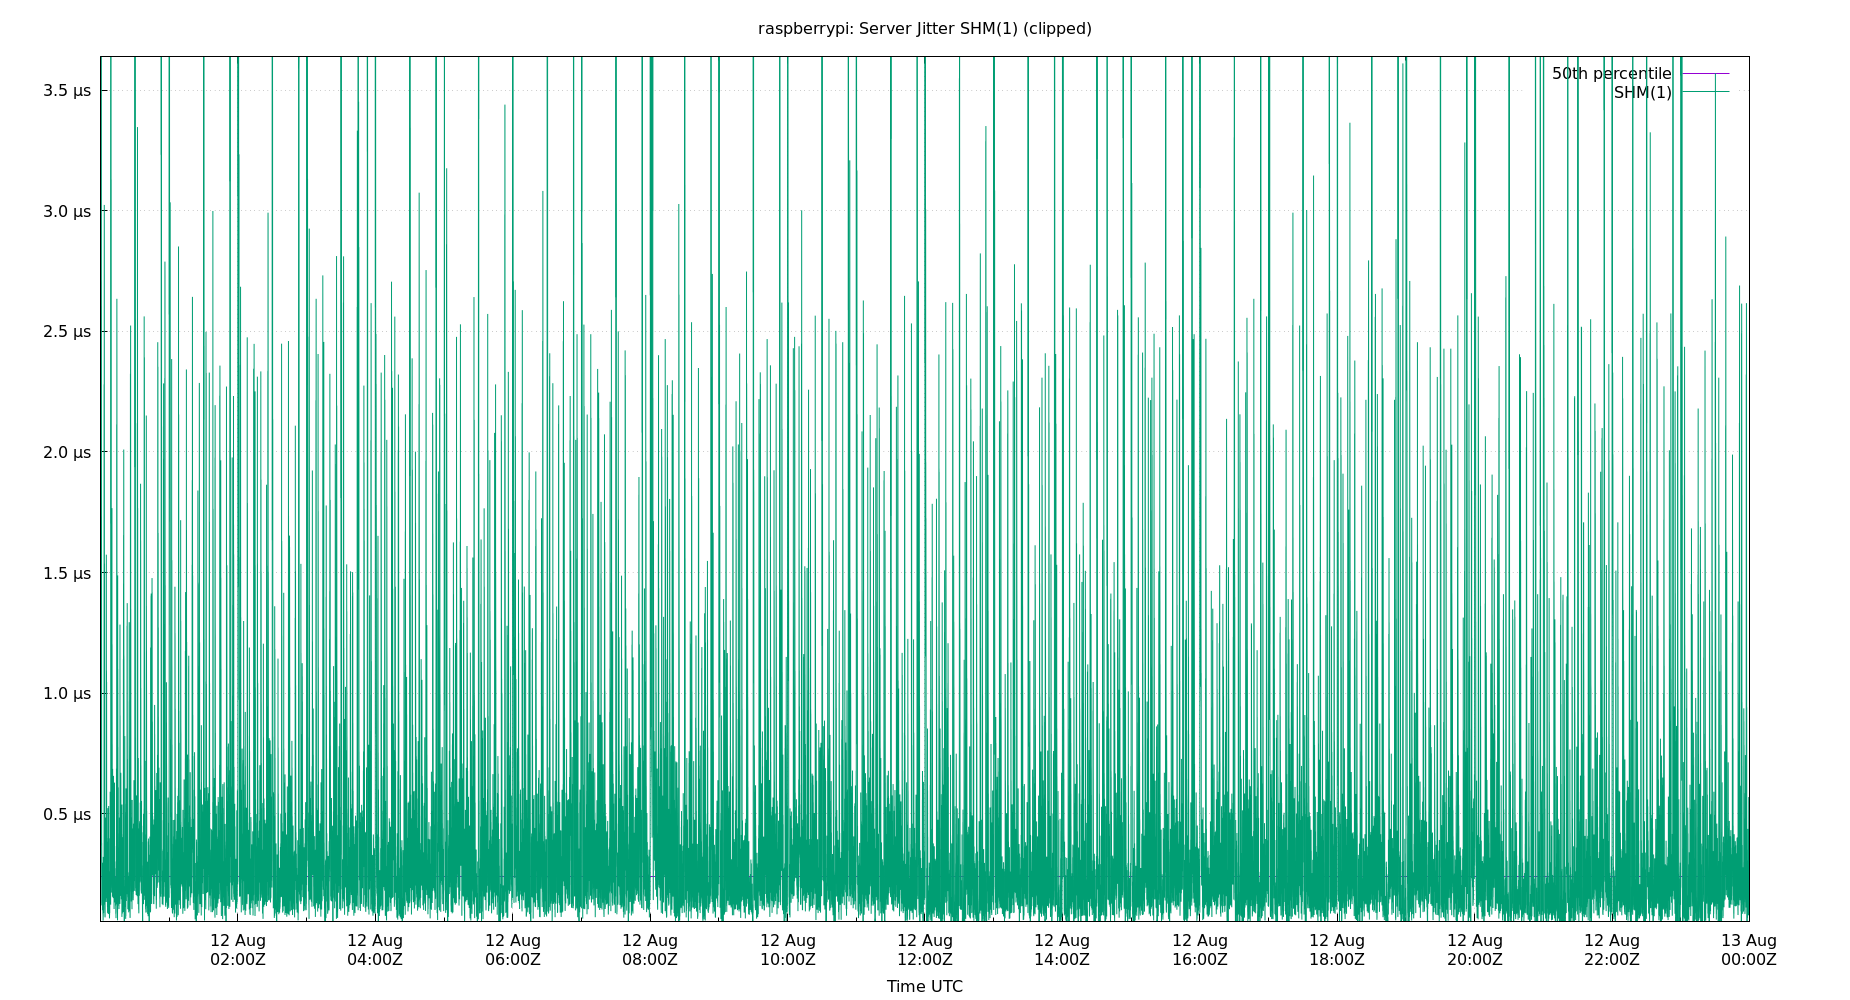 raspberrypi: Server Jitter SHM(1) (clipped)
50th percentile
SHM(1)
3.5 µs
3.0 µs
2.5 µs
2.0 µs
1.5 µs
1.0 µs
0.5 µs
12 Aug 12 Aug 12 Aug 12 Aug 12 Aug 12 Aug 12 Aug 12 Aug 12 Aug 12 Aug 12 Aug 13 Aug
02:00Z 04:00Z 06:00Z 08:00Z 10:00Z 12:00Z 14:00Z 16:00Z 18:00Z 20:00Z 22:00Z 00:00Z
Time UTC